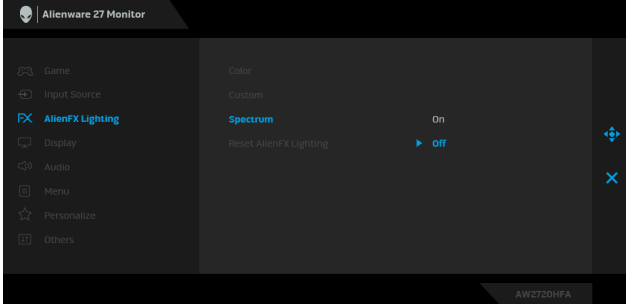 Alienware 27 Monitor
Game
Color
Input Source
Custom
FX AlienFX Lighting
Spectrum On
Display
Reset AlienFX Lighting Off
Audio
Menu
Personalize
Others
AW2720HFA